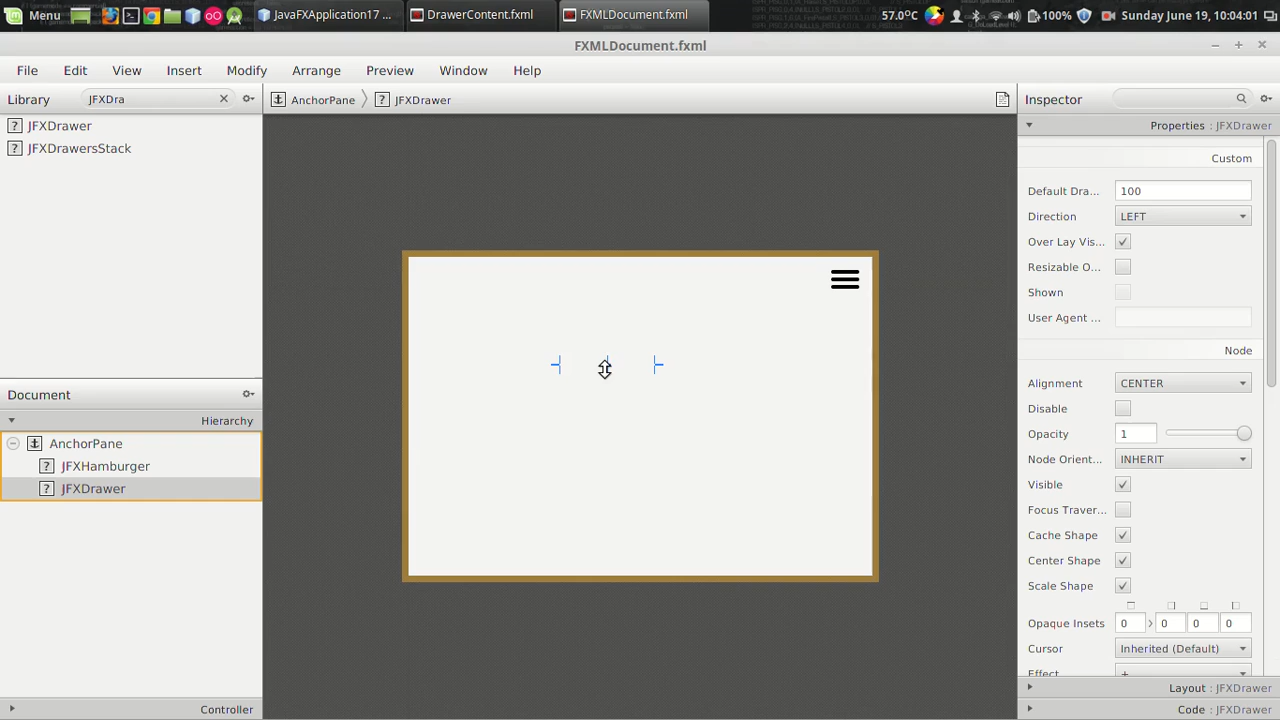 Menu
JavaFXApplication17 ...
DrawerContent.fxml
FXMLDocument.fxml
57.0°C
100%
Sunday June 19, 10:04:01
FXMLDocument.fxml
File Edit View Insert Modify Arrange Preview Window Help
Library
JFXDra
AnchorPane
JFXDrawer
Inspector
JFXDrawer
JFXDrawersStack
Properties : JFXDrawer
Custom
Default Dra... 100
Direction LEFT
Over Lay Vis...
Resizable O...
Shown
User Agent ...
Node
Alignment CENTER
Disable
Opacity 1
Node Orient... INHERIT
Visible
Focus Traver...
Cache Shape
Center Shape
Scale Shape
Opaque Insets 0 0 0 0
Cursor Inherited (Default)
Effect +
Layout : JFXDrawer
Code : JFXDrawer
Document
Hierarchy
AnchorPane
JFXHamburger
JFXDrawer
Controller